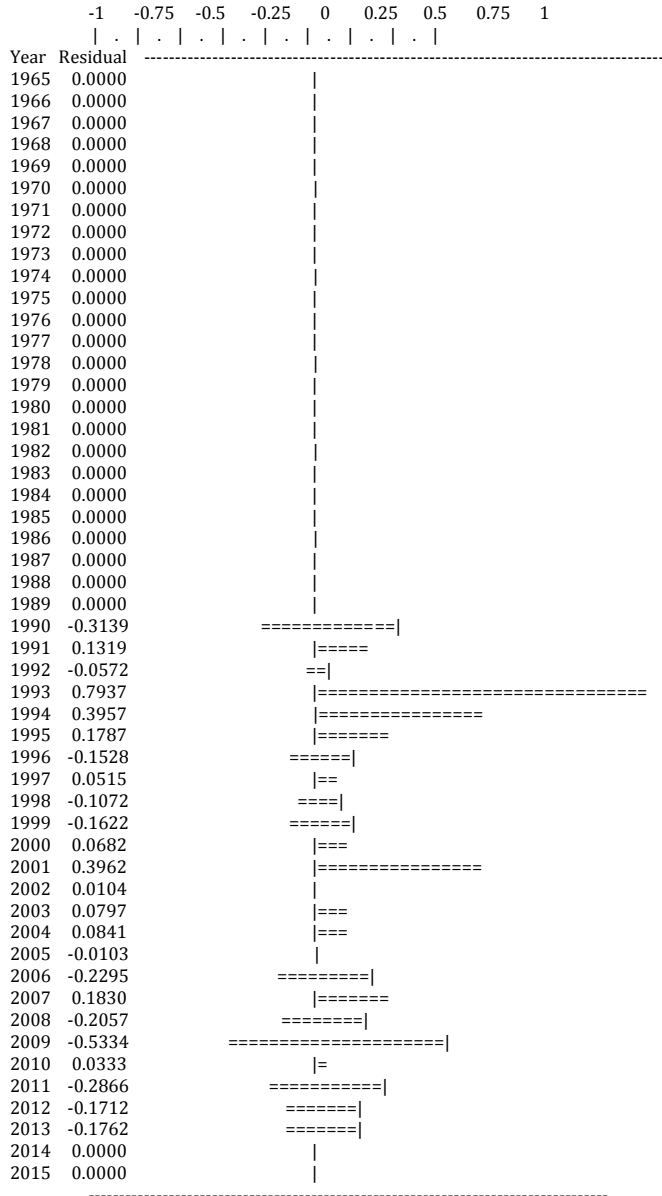 -1 -0.75 -0.5 -0.25 0 0.25 0.5 0.75 1
| . | . | . | . | . | . | . | . |
Year Residual ------------------------------------------------------------------------------------
1965 0.0000 |
1966 0.0000 |
1967 0.0000 |
1968 0.0000 |
1969 0.0000 |
1970 0.0000 |
1971 0.0000 |
1972 0.0000 |
1973 0.0000 |
1974 0.0000 |
1975 0.0000 |
1976 0.0000 |
1977 0.0000 |
1978 0.0000 |
1979 0.0000 |
1980 0.0000 |
1981 0.0000 |
1982 0.0000 |
1983 0.0000 |
1984 0.0000 |
1985 0.0000 |
1986 0.0000 |
1987 0.0000 |
1988 0.0000 |
1989 0.0000 |
1990 -0.3139 =============|
1991 0.1319 |=====
1992 -0.0572 ==|
1993 0.7937 |================================
1994 0.3957 |================
1995 0.1787 |=======
1996 -0.1528 ======|
1997 0.0515 |==
1998 -0.1072 ====|
1999 -0.1622 ======|
2000 0.0682 |===
2001 0.3962 |================
2002 0.0104 |
2003 0.0797 |===
2004 0.0841 |===
2005 -0.0103 |
2006 -0.2295 =========|
2007 0.1830 |=======
2008 -0.2057 ========|
2009 -0.5334 =====================|
2010 0.0333 |=
2011 -0.2866 ===========|
2012 -0.1712 =======|
2013 -0.1762 =======|
2014 0.0000 |
2015 0.0000 |
------------------------------------------------------------------------------------